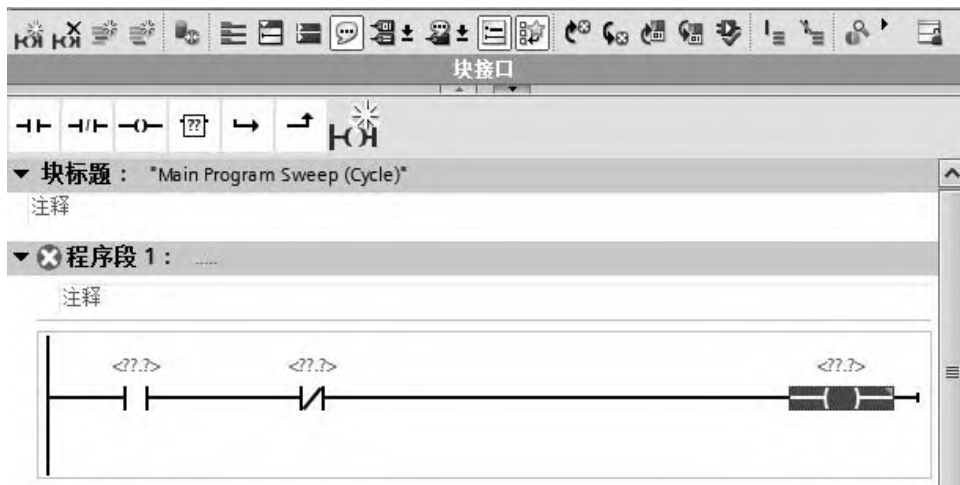 块接口
??
块标题： "Main Program Sweep (Cycle)"
注释
程序段 1： .....
注释
<??.?> <??.?> <??.?>